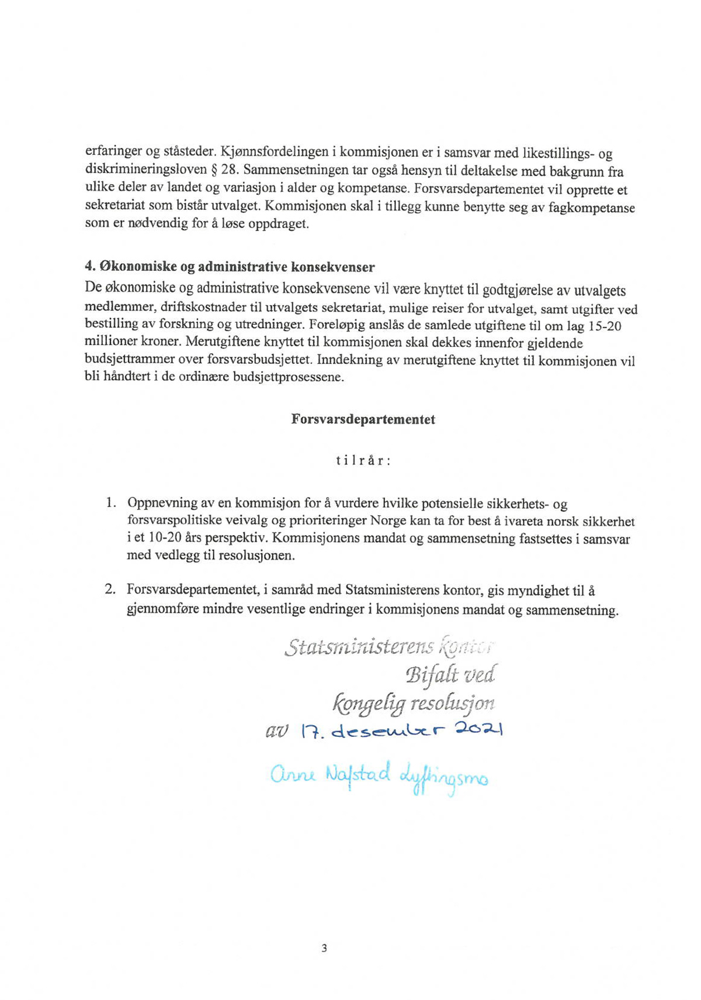 erfaringer og ståsteder. Kjønnsfordelingen i kommisjonen er i samsvar med likestillings- og
diskrimineringsloven § 28. Sammensetningen tar også hensyn til deltakelse med bakgrunn fra
ulike deler av landet og variasjon i alder og kompetanse. Forsvarsdepartementet vil opprette et
sekretariat som bistår utvalget. Kommisjonen skal i tillegg kunne benytte seg av fagkompetanse
som er nødvendig for å løse oppdraget.
4. Økonomiske og administrative konsekvenser
De økonomiske og administrative konsekvensene vil være knyttet til godtgjørelse av utvalgets
medlemmer, driftskostnader til utvalgets sekretariat, mulige reiser for utvalget, samt utgifter ved
bestilling av forskning og utredninger. Foreløpig anslås de samlede utgiftene til om lag 15-20
millioner kroner. Merutgiftene knyttet til kommisjonen skal dekkes innenfor gjeldende
budsjettrammer over forsvarsbudsjettet. Inndekning av merutgiftene knyttet til kommisjonen vil
bli håndtert i de ordinære budsjettprosessene.
Forsvarsdepartementet
tilrår:
1. Oppnevning av en kommisjon for å vurdere hvilke potensielle sikkerhets- og
forsvarspolitiske veivalg og prioriteringer Norge kan ta for best å ivareta norsk sikkerhet
i et 10-20 års perspektiv. Kommisjonens mandat og sammensetning fastsettes i samsvar
med vedlegg til resolusjonen.
2. Forsvarsdepartementet, i samråd med Statsministerens kontor, gis myndighet til å
gjennomføre mindre vesentlige endringer i kommisjonens mandat og sammensetning.
Statsministerens kontor
Bifalt ved
kongelig resolusjon
av 17. desember 2021
Anne Nafstad Lyftingsmo
3